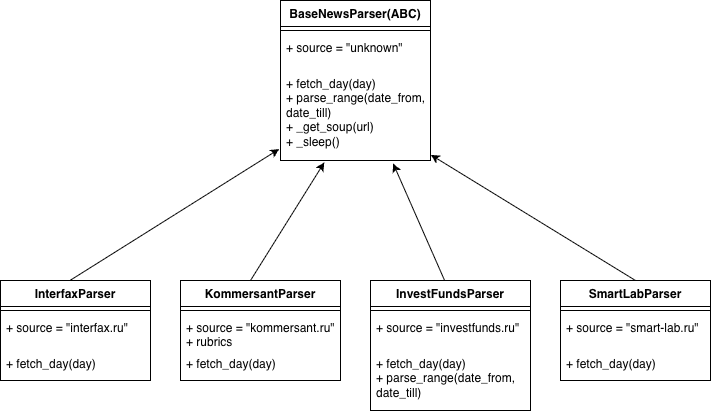 BaseNewsParser(ABC)
+ source = "unknown"
+ fetch_day(day)
+ parse_range(date_from,
date_till)
+ _get_soup(url)
+ _sleep()
InterfaxParser
+ source = "interfax.ru"
+ fetch_day(day)
KommersantParser
+ source = "kommersant.ru"
+ rubrics
+ fetch_day(day)
InvestFundsParser
+ source = "investfunds.ru"
+ fetch_day(day)
+ parse_range(date_from,
date_till)
SmartLabParser
+ source = "smart-lab.ru"
+ fetch_day(day)